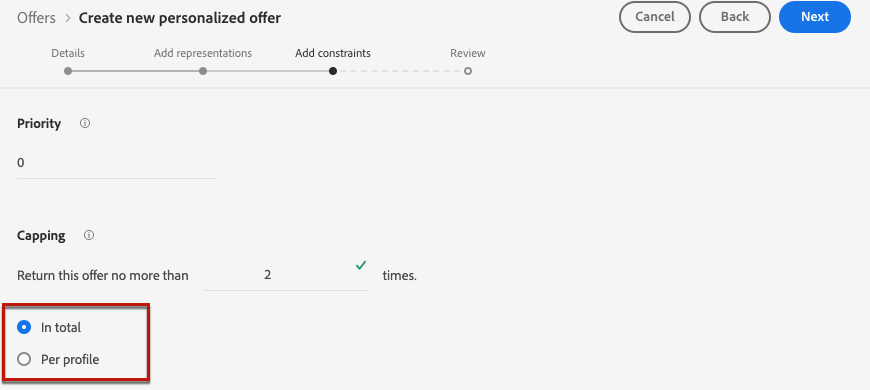 Offers > Create new personalized offer
Cancel
Back
Next
Details
Add representations
Add constraints
Review
Priority
0
Capping
Return this offer no more than 2 times.
In total
Per profile